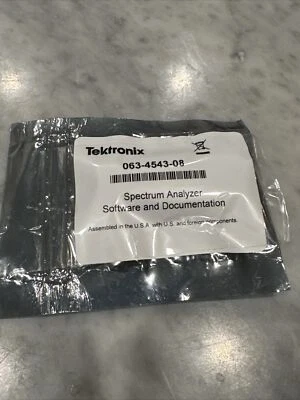 Tektronix
063-4543-08
Spectrum Analyzer
Software and Documentation
Assembled in the U.S.A. with U.S. and foreign components.